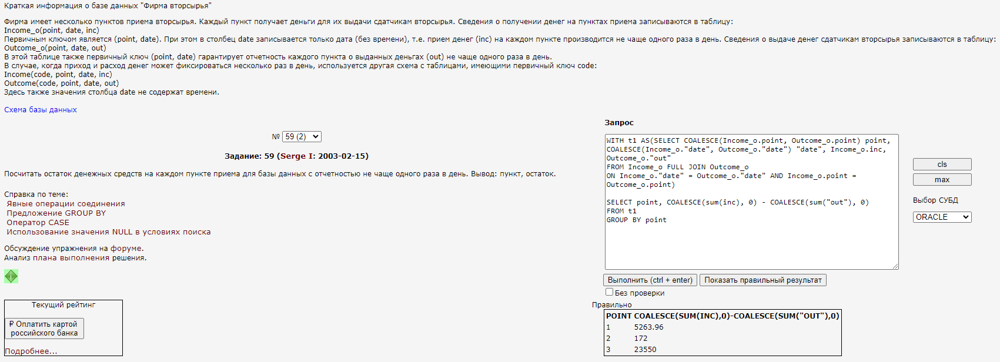 Краткая информация о базе данных "Фирма вторсырья"
Фирма имеет несколько пунктов приема вторсырья. Каждый пункт получает деньги для их выдачи сдатчикам вторсырья. Сведения о получении денег на пунктах приема записываются в таблицу:
Income_o(point, date, inc)
Первичным ключом является (point, date). При этом в столбец date записывается только дата (без времени), т.е. прием денег (inc) на каждом пункте производится не чаще одного раза в день. Сведения о выдаче денег сдатчикам вторсырья записываются в таблицу:
Outcome_o(point, date, out)
В этой таблице также первичный ключ (point, date) гарантирует отчетность каждого пункта о выданных деньгах (out) не чаще одного раза в день.
В случае, когда приход и расход денег может фиксироваться несколько раз в день, используется другая схема с таблицами, имеющими первичный ключ code:
Income(code, point, date, inc)
Outcome(code, point, date, out)
Здесь также значения столбца date не содержат времени.
Схема базы данных
№ 59 (2)
Задание: 59 (Serge I: 2003-02-15)
Посчитать остаток денежных средств на каждом пункте приема для базы данных с отчетностью не чаще одного раза в день. Вывод: пункт, остаток.
Справка по теме:
Явные операции соединения
Предложение GROUP BY
Оператор CASE
Использование значения NULL в условиях поиска
Обсуждение упражнения на форуме.
Анализ плана выполнения решения.
Текущий рейтинг
₽ Оплатить картой
российского банка
Подробнее...
Запрос
WITH t1 AS(SELECT COALESCE(Income_o.point, Outcome_o.point) point,
COALESCE(Income_o."date", Outcome_o."date") "date", Income_o.inc,
Outcome_o."out"
FROM Income_o FULL JOIN Outcome_o
ON Income_o."date" = Outcome_o."date" AND Income_o.point =
Outcome_o.point)
SELECT point, COALESCE(sum(inc), 0) - COALESCE(sum("out"), 0)
FROM t1
GROUP BY point
cls
max
Выбор СУБД
ORACLE
Выполнить (ctrl + enter) Показать правильный результат
Без проверки
Правильно
POINT COALESCE(SUM(INC),0)-COALESCE(SUM("OUT"),0)
1 5263.96
2 172
3 23550